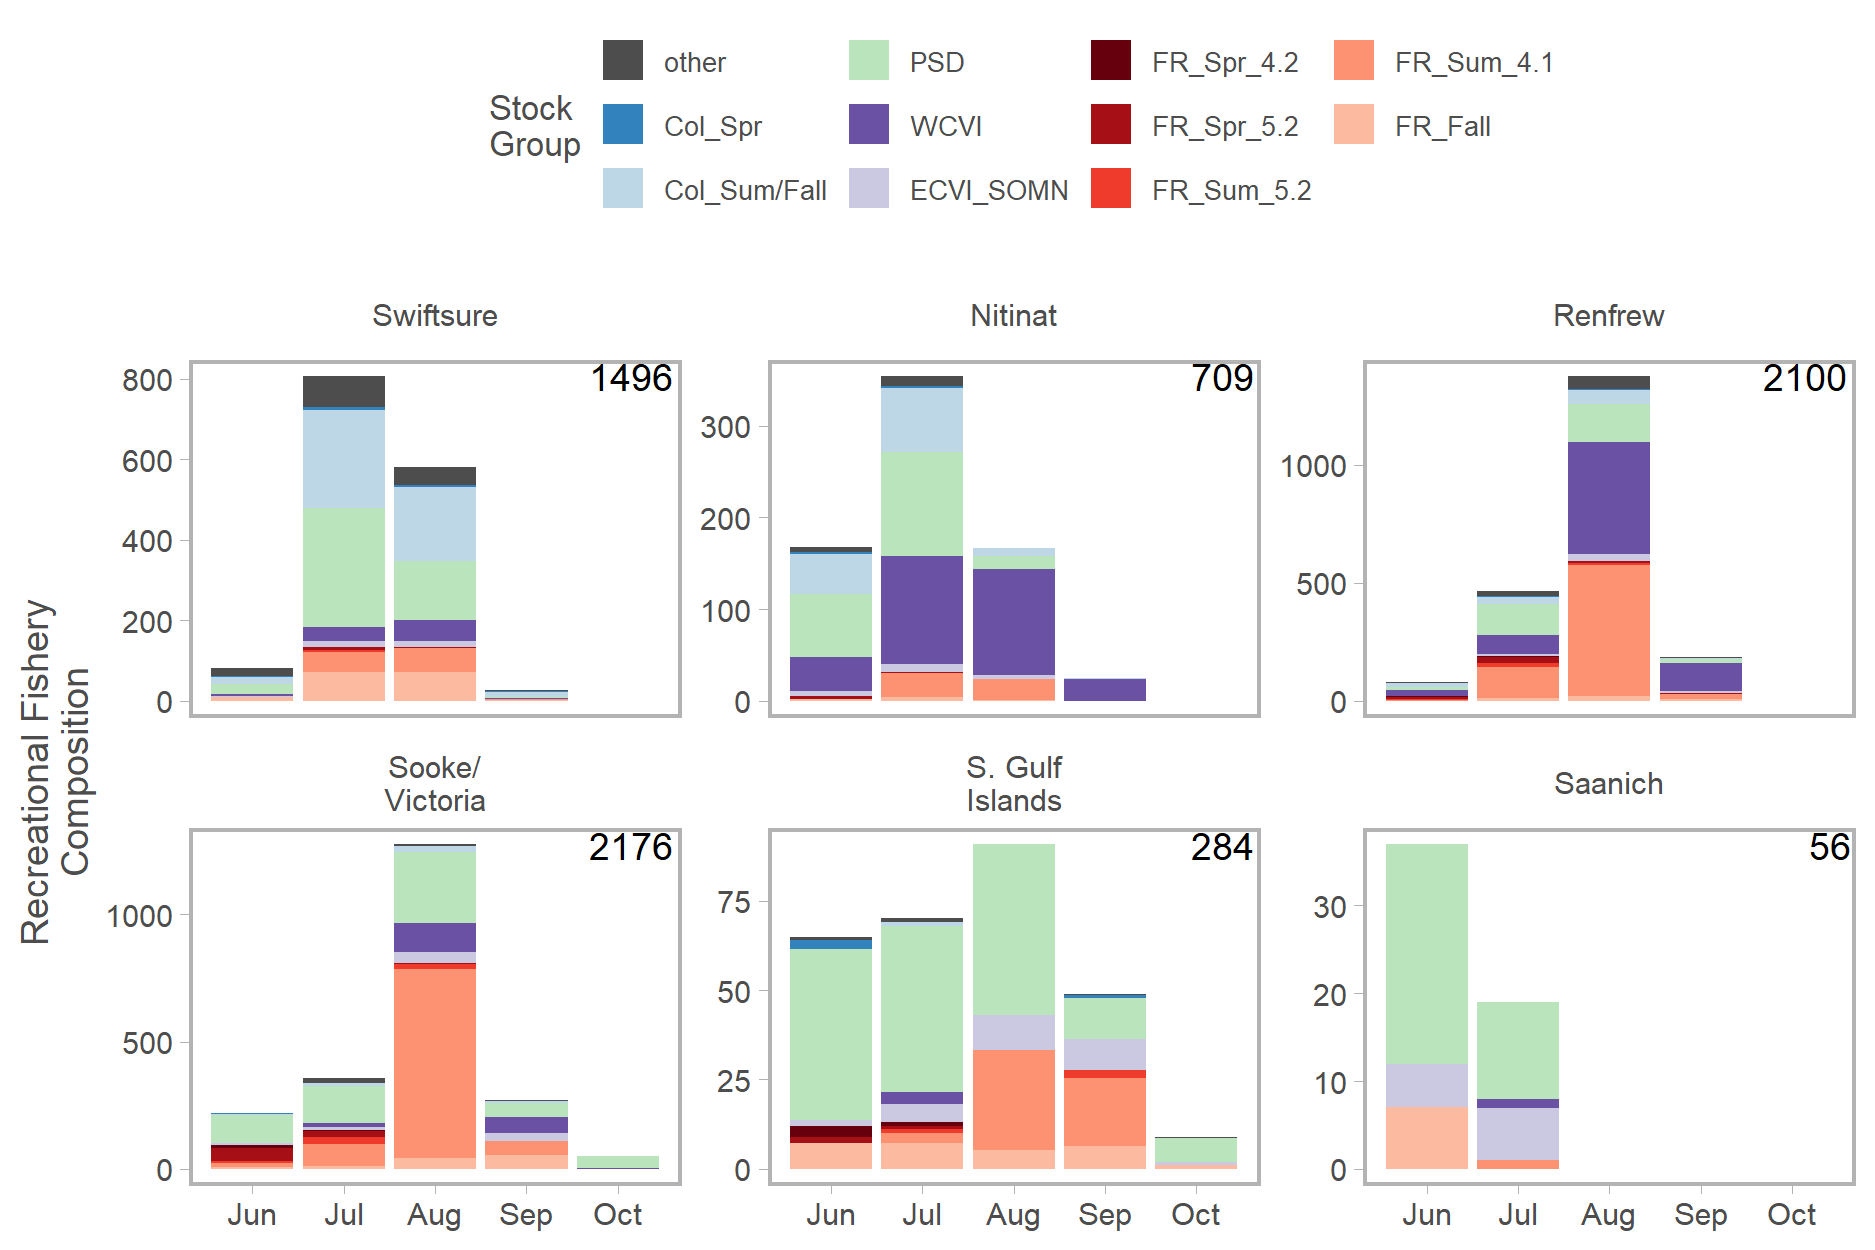 Stock
Group
other
Col_Spr
Col_Sum/Fall
PSD
WCVI
ECVI_SOMN
FR_Spr_4.2
FR_Spr_5.2
FR_Sum_5.2
FR_Sum_4.1
FR_Fall
Recreational Fishery
Composition
Swiftsure
1496
800
600
400
200
0
Nitinat
709
300
200
100
0
Renfrew
2100
1000
500
0
Sooke/
Victoria
2176
1000
500
0
Jun Jul Aug Sep Oct
S. Gulf
Islands
284
75
50
25
0
Jun Jul Aug Sep Oct
Saanich
56
30
20
10
0
Jun Jul Aug Sep Oct